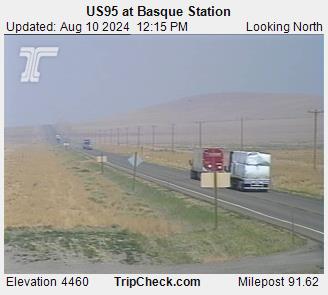 US95 at Basque Station
Updated: Aug 10 2024 12:15 PM Looking North
Elevation 4460 TripCheck.com Milepost 91.62